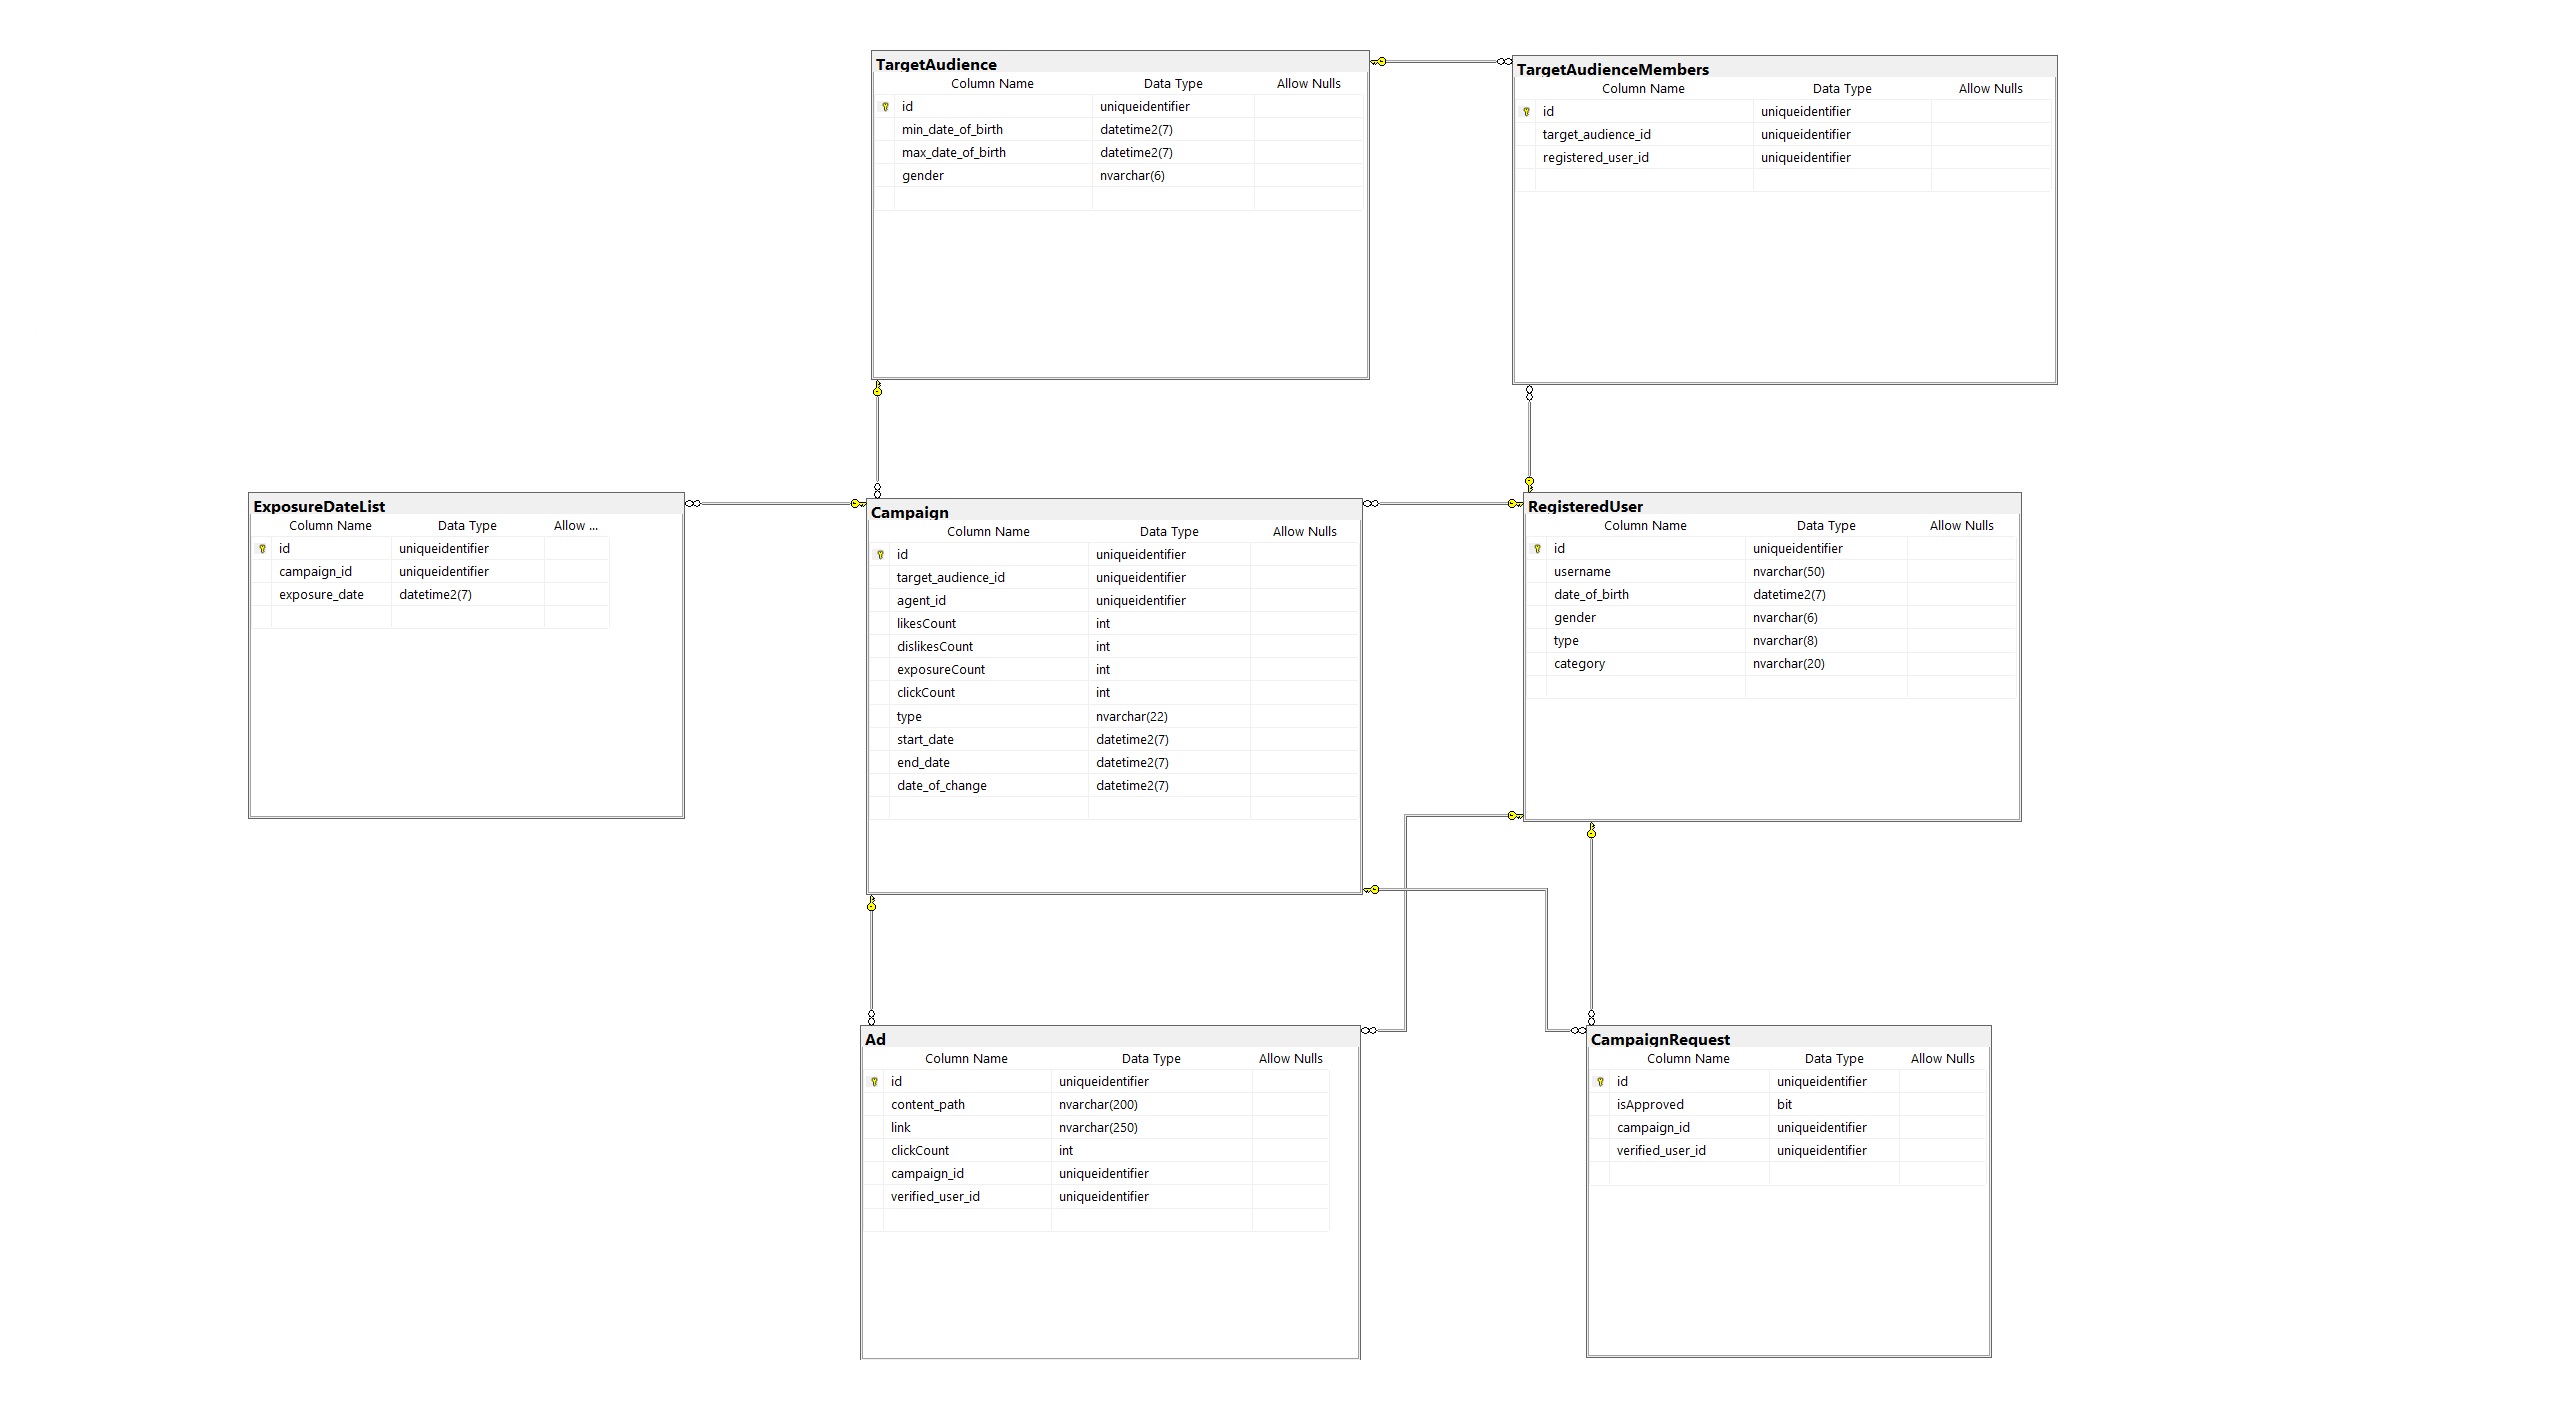 TargetAudience
Column Name Data Type Allow Nulls
id uniqueidentifier
min_date_of_birth datetime2(7)
max_date_of_birth datetime2(7)
gender nvarchar(6)
TargetAudienceMembers
Column Name Data Type Allow Nulls
id uniqueidentifier
target_audience_id uniqueidentifier
registered_user_id uniqueidentifier
ExposureDateList
Column Name Data Type Allow ...
id uniqueidentifier
campaign_id uniqueidentifier
exposure_date datetime2(7)
Campaign
Column Name Data Type Allow Nulls
id uniqueidentifier
target_audience_id uniqueidentifier
agent_id uniqueidentifier
likesCount int
dislikesCount int
exposureCount int
clickCount int
type nvarchar(22)
start_date datetime2(7)
end_date datetime2(7)
date_of_change datetime2(7)
RegisteredUser
Column Name Data Type Allow Nulls
id uniqueidentifier
username nvarchar(50)
date_of_birth datetime2(7)
gender nvarchar(6)
type nvarchar(8)
category nvarchar(20)
Ad
Column Name Data Type Allow Nulls
id uniqueidentifier
content_path nvarchar(200)
link nvarchar(250)
clickCount int
campaign_id uniqueidentifier
verified_user_id uniqueidentifier
CampaignRequest
Column Name Data Type Allow Nulls
id uniqueidentifier
isApproved bit
campaign_id uniqueidentifier
verified_user_id uniqueidentifier